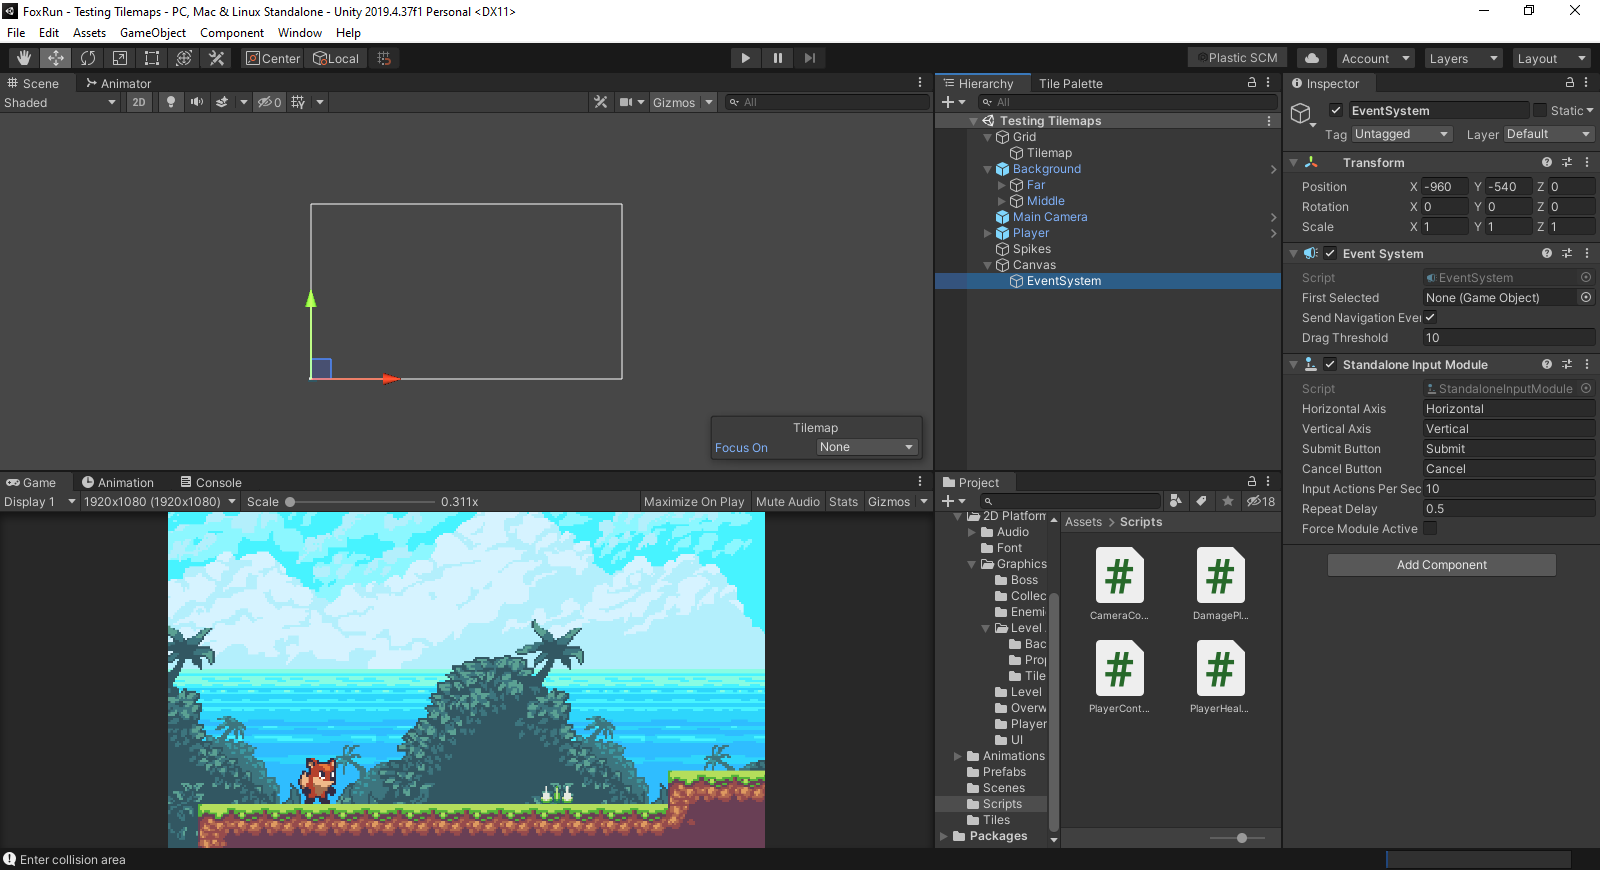 FoxRun - Testing Tilemaps - PC, Mac & Linux Standalone - Unity 2019.4.37f1 Personal <DX11>
File Edit Assets GameObject Component Window Help
Center Local Plastic SCM Account Layers Layout
Scene Animator
Shaded 2D 0 Gizmos All
Tilemap
Focus On None
Hierarchy Tile Palette
All
Testing Tilemaps
Grid
Tilemap
Background
Far
Middle
Main Camera
Player
Spikes
Canvas
EventSystem
Inspector
EventSystem Static
Tag Untagged Layer Default
Transform
Position X -960 Y -540 Z 0
Rotation X 0 Y 0 Z 0
Scale X 1 Y 1 Z 1
Event System
Script EventSystem
First Selected None (Game Object)
Send Navigation Ever
Drag Threshold 10
Standalone Input Module
Script StandaloneInputModule
Horizontal Axis Horizontal
Vertical Axis Vertical
Submit Button Submit
Cancel Button Cancel
Input Actions Per Sec 10
Repeat Delay 0.5
Force Module Active
Add Component
Game Animation Console
Display 1 1920x1080 (1920x1080) Scale 0.311x Maximize On Play Mute Audio Stats Gizmos
Project
18
2D Platforr
Audio
Font
Graphics
Boss
Collec
Enemi
Level
Bac
Pro
Tile
Level
Overw
Player
UI
Animations
Prefabs
Scenes
Scripts
Tiles
Packages
Assets > Scripts
CameraCo...
DamagePl...
PlayerCont...
PlayerHeal...
Enter collision area